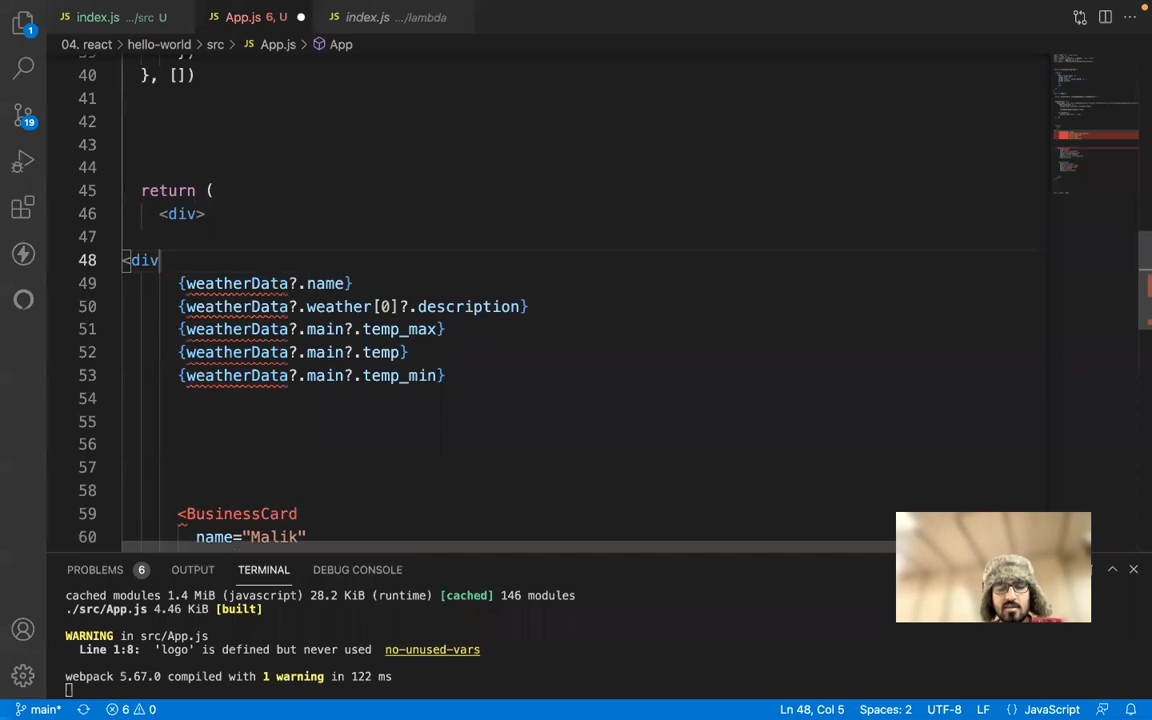 index.js .../src U
App.js 6, U
index.js .../lambda
04. react > hello-world > src > App.js > App
40 }, [])
41
42
43
44
45 return (
46 <div>
47
48 <div
49 {weatherData?.name}
50 {weatherData?.weather[0]?.description}
51 {weatherData?.main?.temp_max}
52 {weatherData?.main?.temp}
53 {weatherData?.main?.temp_min}
54
55
56
57
58
59 <BusinessCard
60 name="Malik"
1
19
PROBLEMS 6 OUTPUT TERMINAL DEBUG CONSOLE
cached modules 1.4 MiB (javascript) 28.2 KiB (runtime) [cached] 146 modules
./src/App.js 4.46 KiB [built]
WARNING in src/App.js
Line 1:8: 'logo' is defined but never used no-unused-vars
webpack 5.67.0 compiled with 1 warning in 122 ms
main* 6 0 Ln 48, Col 5 Spaces: 2 UTF-8 LF {} JavaScript